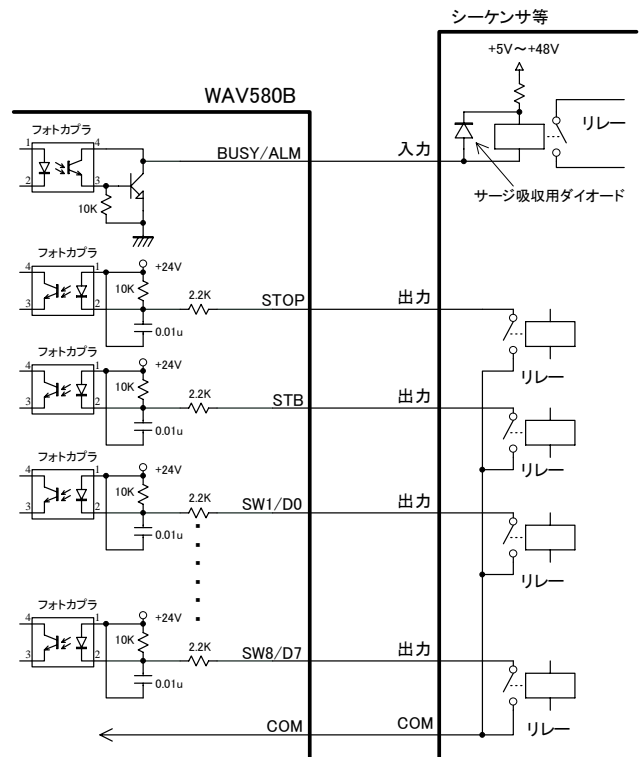 シーケンサ等
+5V～+48V
リレー
サージ吸収用ダイオード
WAV580B
フォトカプラ
1
4
2
3
10K
BUSY/ALM
入力
フォトカプラ
4
1
3
2
+24V
10K
0.01u
2.2K
STOP
出力
リレー
フォトカプラ
4
1
3
2
+24V
10K
0.01u
2.2K
STB
出力
リレー
フォトカプラ
4
1
3
2
+24V
10K
0.01u
2.2K
SW1/D0
出力
リレー
フォトカプラ
4
1
3
2
+24V
10K
0.01u
2.2K
SW8/D7
出力
リレー
COM
COM